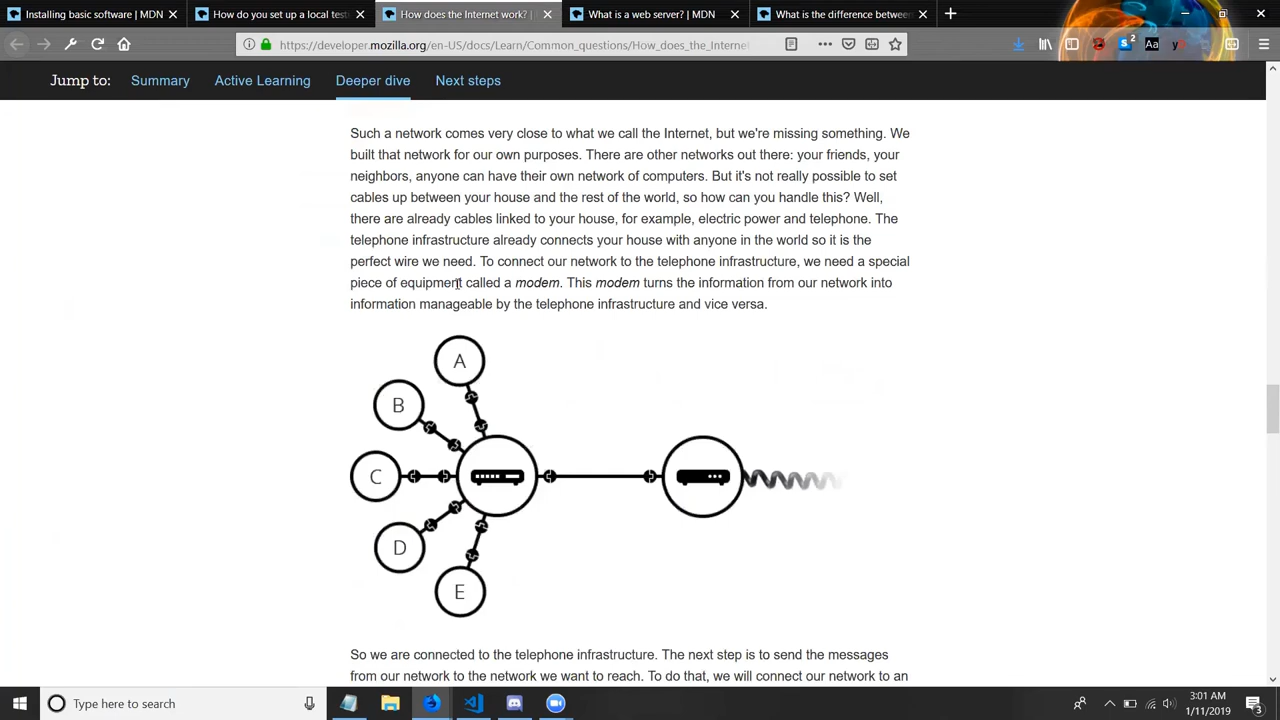 Installing basic software | MDN
How do you set up a local test
How does the Internet work? |
What is a web server? | MDN
What is the difference between
https://developer.mozilla.org/en-US/docs/Learn/Common_questions/How_does_the_Internet
2
Aa
Jump to: Summary Active Learning Deeper dive Next steps
Such a network comes very close to what we call the Internet, but we're missing something. We
built that network for our own purposes. There are other networks out there: your friends, your
neighbors, anyone can have their own network of computers. But it's not really possible to set
cables up between your house and the rest of the world, so how can you handle this? Well,
there are already cables linked to your house, for example, electric power and telephone. The
telephone infrastructure already connects your house with anyone in the world so it is the
perfect wire we need. To connect our network to the telephone infrastructure, we need a special
piece of equipment called a modem. This modem turns the information from our network into
information manageable by the telephone infrastructure and vice versa.
A
B
C
D
E
So we are connected to the telephone infrastructure. The next step is to send the messages
from our network to the network we want to reach. To do that, we will connect our network to an
Type here to search
3:01 AM
1/11/2019
3